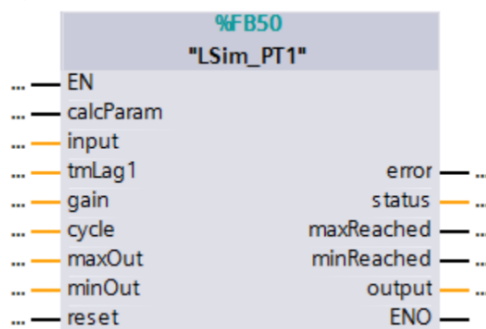 %FB50
"LSim_PT1"
... EN
... calcParam
... input
... tmLag1 error ...
... gain status ...
... cycle maxReached ...
... maxOut minReached ...
... minOut output ...
... reset ENO